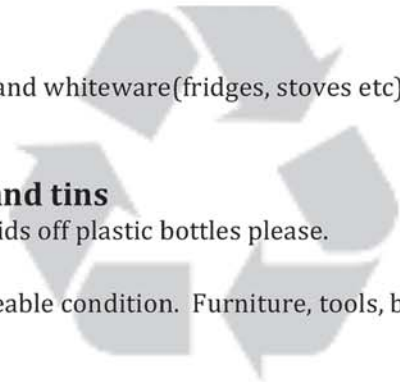 and whiteware(fridges, stoves etc)
and tins
ids off plastic bottles please.
eable condition. Furniture, tools, b